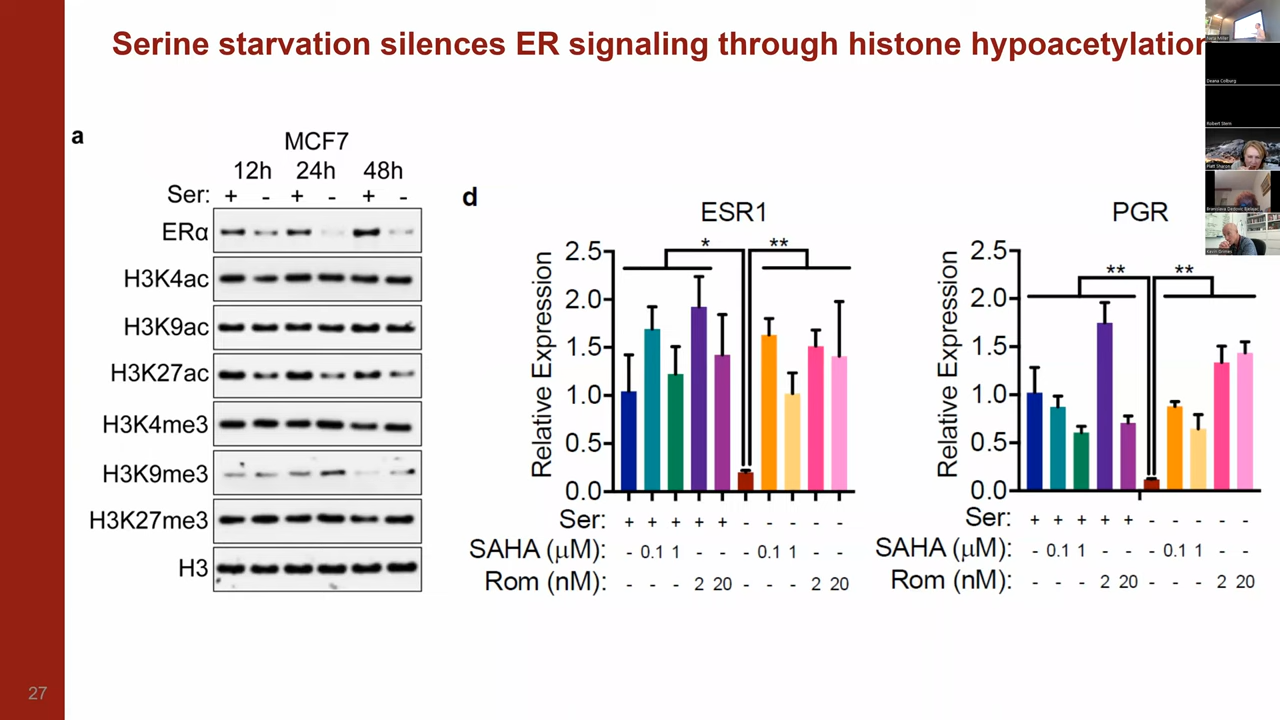 Serine starvation silences ER signaling through histone hypoacetylation
a
MCF7
12h 24h 48h
Ser: + - + - + -
ERα
H3K4ac
H3K9ac
H3K27ac
H3K4me3
H3K9me3
H3K27me3
H3
d
ESR1
* **
Relative Expression
2.5
2.0
1.5
1.0
0.5
0.0
Ser: + + + + + - - - - -
SAHA (μM): - 0.1 1 - - - 0.1 1 - -
Rom (nM): - - - 2 20 - - - 2 20
PGR
** **
Relative Expression
2.5
2.0
1.5
1.0
0.5
0.0
Ser: + + + + + - - - - -
SAHA (μM): - 0.1 1 - - - 0.1 1 - -
Rom (nM): - - - 2 20 - - - 2 20
27
Deana Colburg
Robert Stern